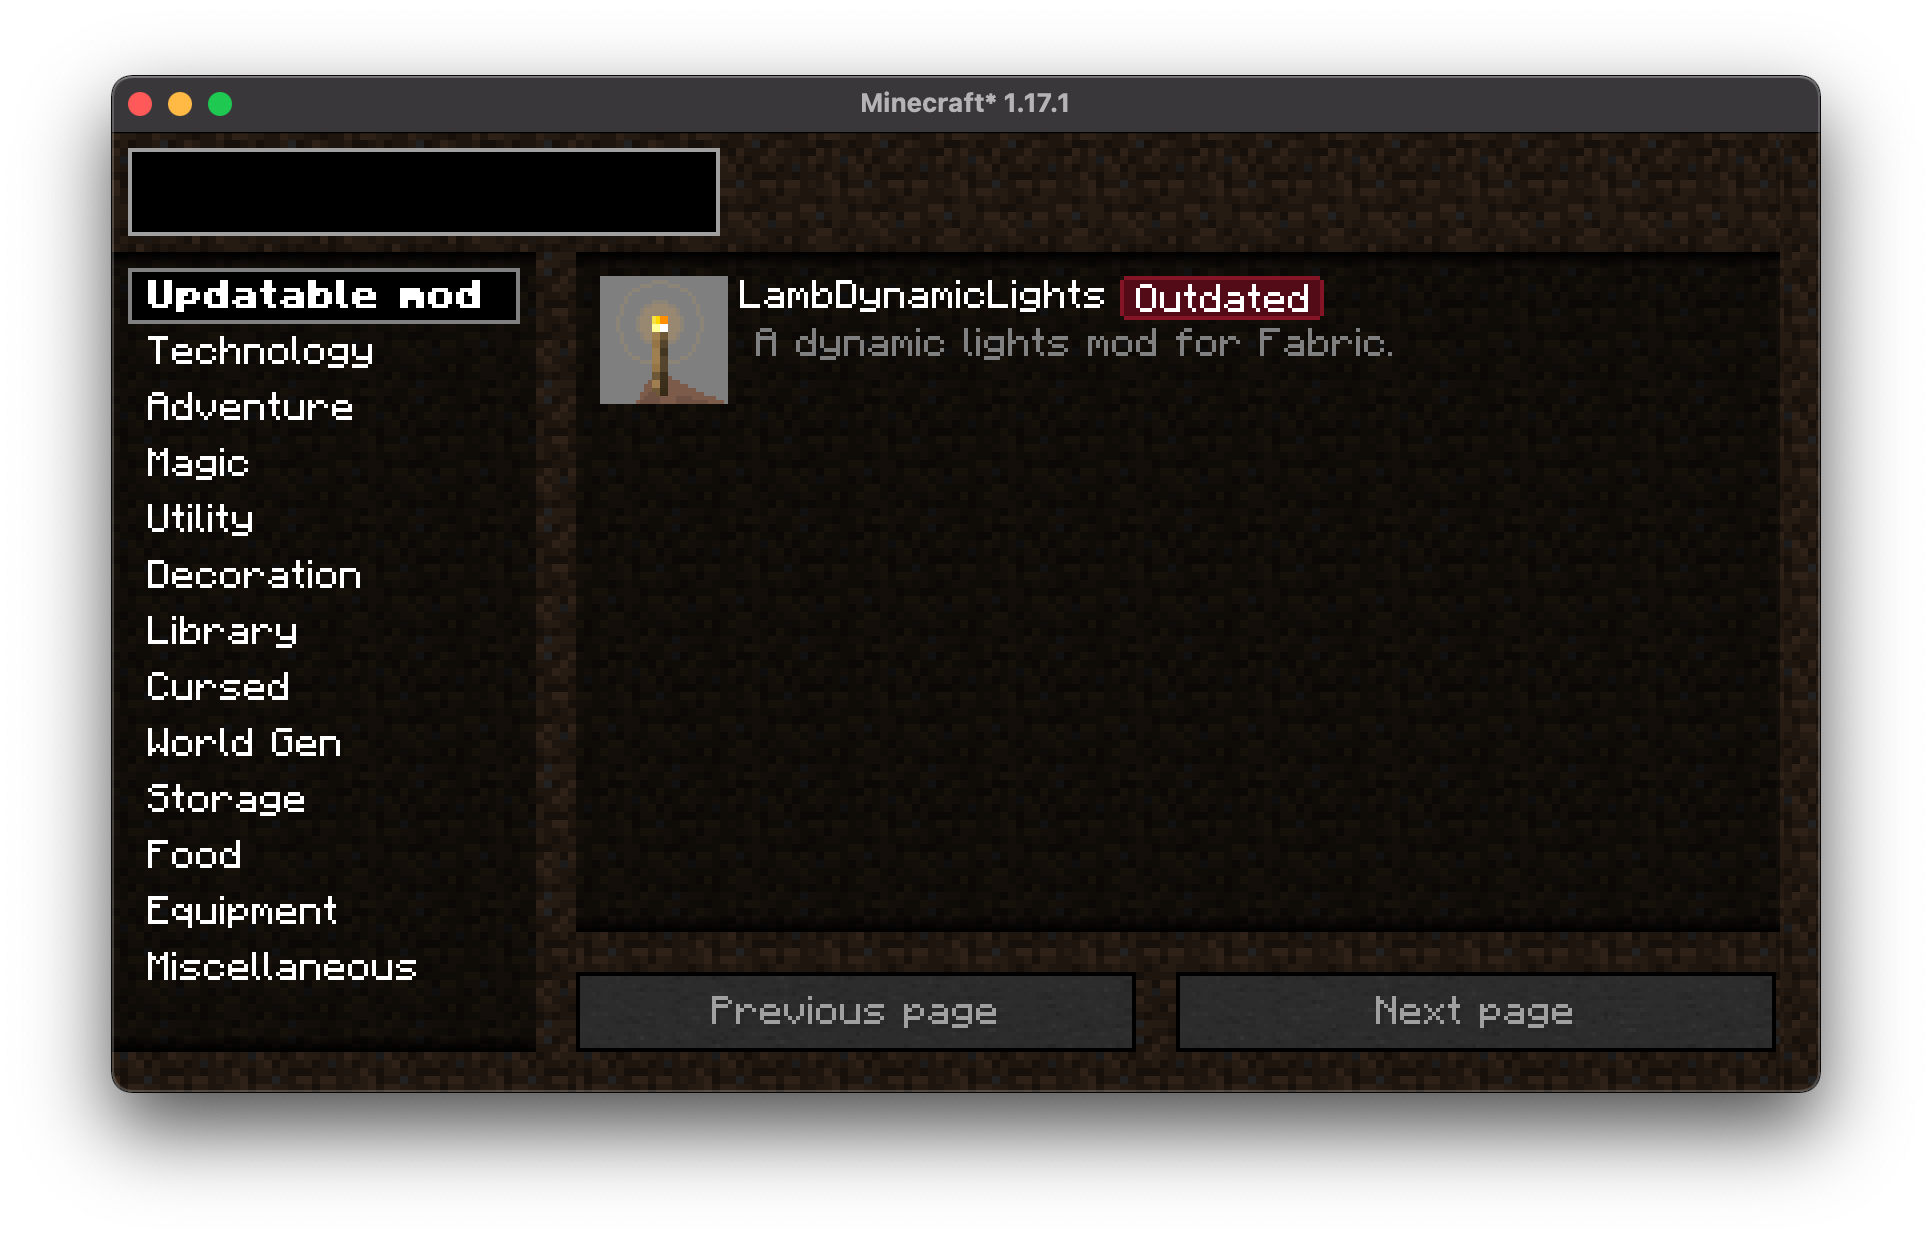 Minecraft* 1.17.1
Updatable mod
Technology
Adventure
Magic
Utility
Decoration
Library
Cursed
World Gen
Storage
Food
Equipment
Miscellaneous
LambDynamicLights Outdated
A dynamic lights mod for Fabric.
Previous page
Next page